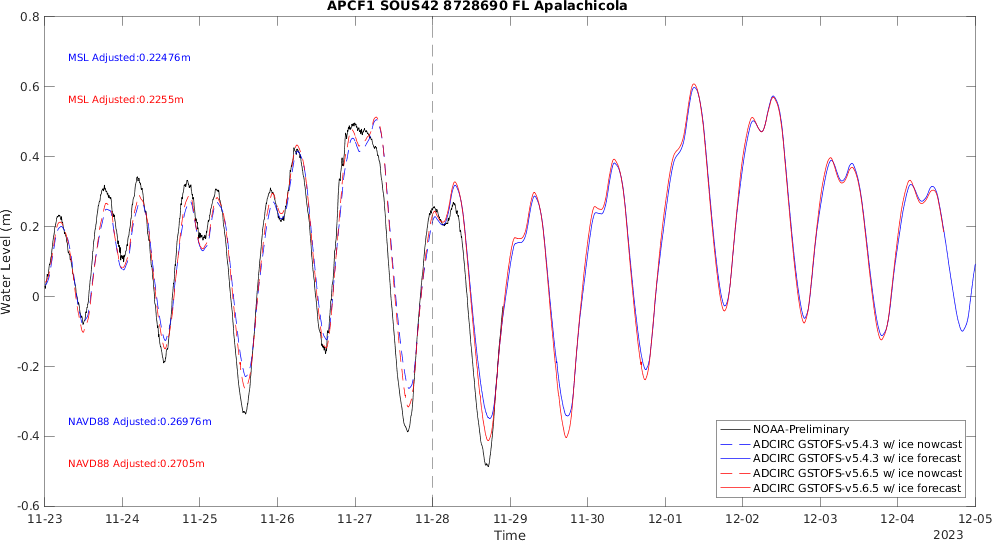 APCF1 SOUS42 8728690 FL Apalachicola
0.8
0.6
0.4
0.2
0
-0.2
-0.4
-0.6
Water Level (m)
MSL Adjusted:0.22476m
MSL Adjusted:0.2255m
NAVD88 Adjusted:0.26976m
NAVD88 Adjusted:0.2705m
NOAA-Preliminary
ADCIRC GSTOFS-v5.4.3 w/ ice nowcast
ADCIRC GSTOFS-v5.4.3 w/ ice forecast
ADCIRC GSTOFS-v5.6.5 w/ ice nowcast
ADCIRC GSTOFS-v5.6.5 w/ ice forecast
11-23 11-24 11-25 11-26 11-27 11-28 11-29 11-30 12-01 12-02 12-03 12-04 12-05
Time
2023